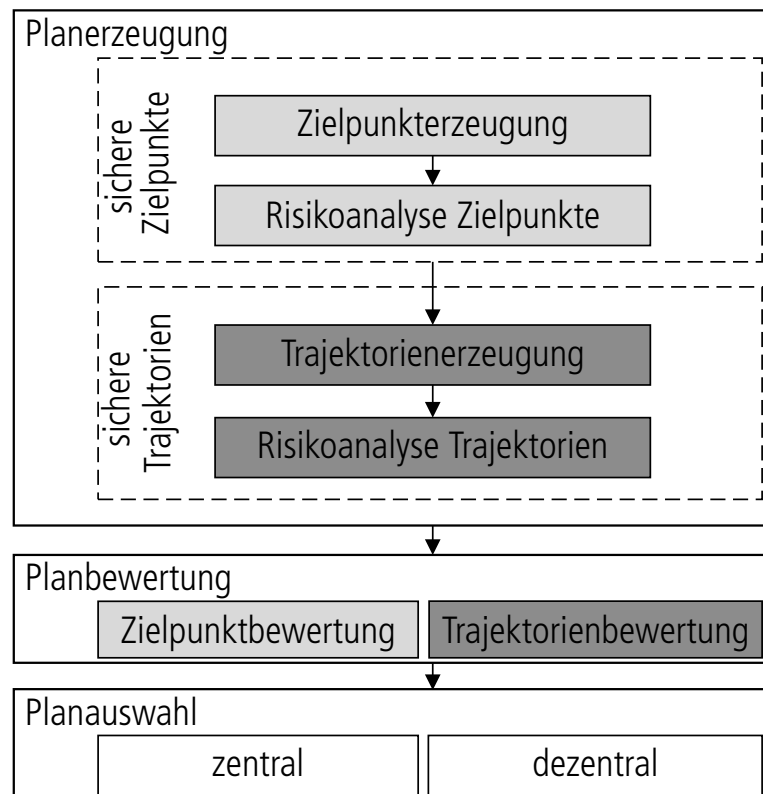 Planerzeugung
sichere
Zielpunkte
Zielpunkterzeugung
Risikoanalyse Zielpunkte
sichere
Trajektorien
Trajektorienerzeugung
Risikoanalyse Trajektorien
Planbewertung
Zielpunktbewertung
Trajektorienbewertung
Planauswahl
zentral
dezentral